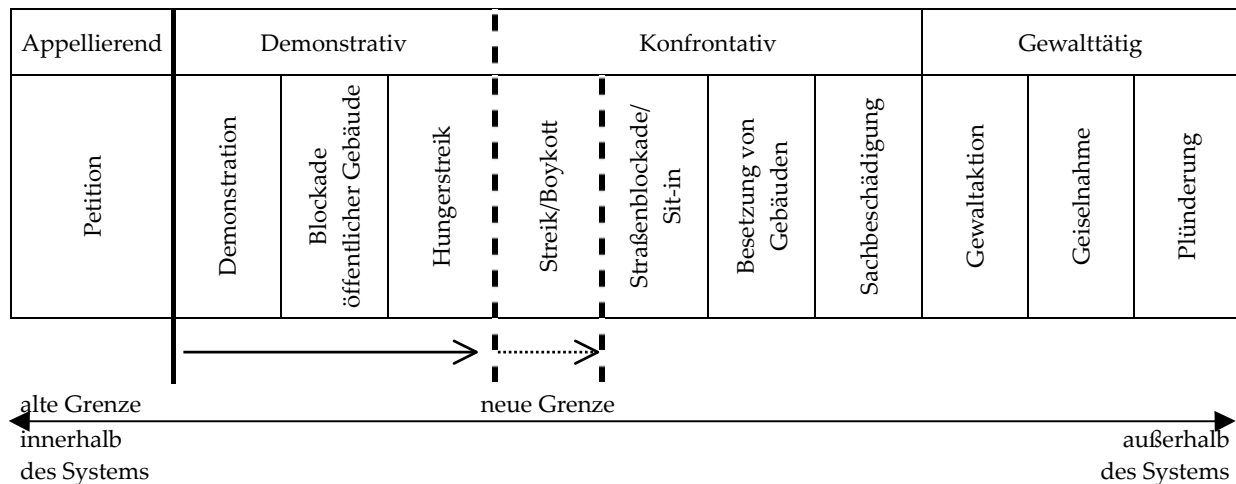 Appellierend
Demonstrativ
Konfrontativ
Gewalttätig
Petition
Demonstration
Blockade
öffentlicher Gebäude
Hungerstreik
Streik/Boykott
Straßenblockade/
Sit-in
Besetzung von
Gebäuden
Sachbeschädigung
Gewaltaktion
Geiselnahme
Plünderung
alte Grenze
neue Grenze
innerhalb
des Systems
außerhalb
des Systems